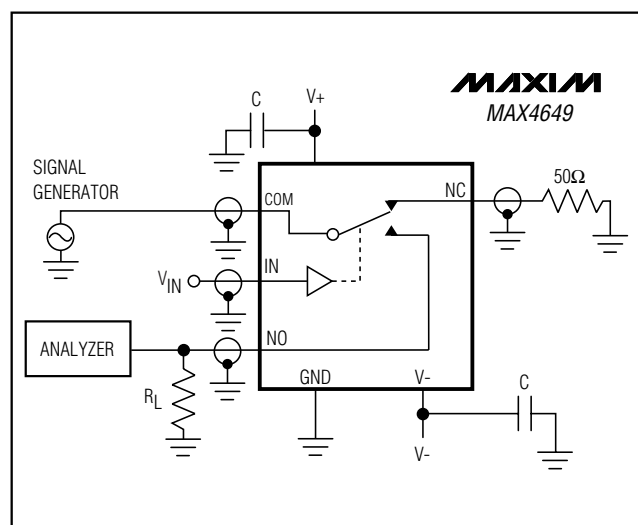 MAXIM
MAX4649
C
V+
SIGNAL
GENERATOR
COM
NC
50Ω
VIN
IN
ANALYZER
NO
RL
GND
V-
C
V-